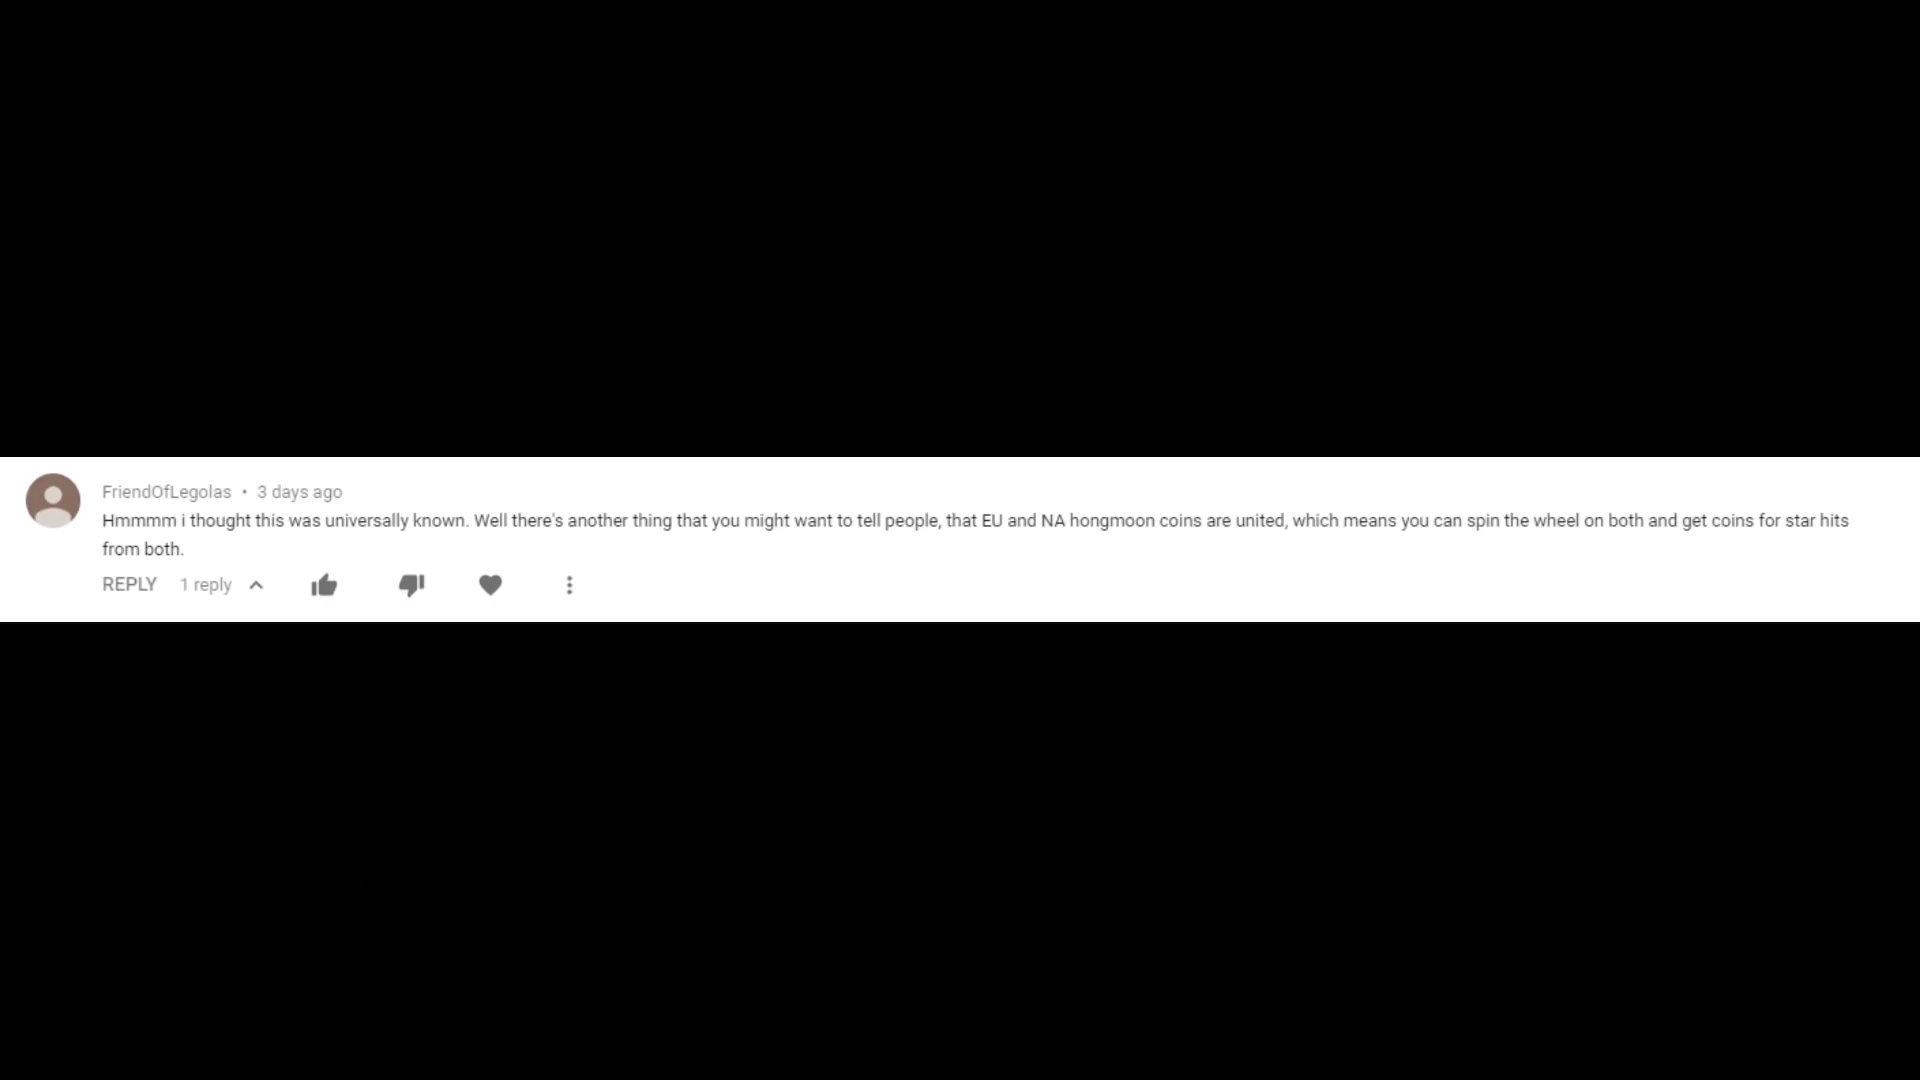 FriendOfLegolas • 3 days ago
Hmmmm i thought this was universally known. Well there's another thing that you might want to tell people, that EU and NA hongmoon coins are united, which means you can spin the wheel on both and get coins for star hits
from both.
REPLY 1 reply